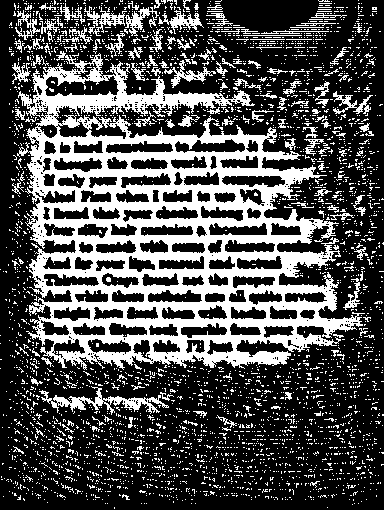 Sonnet for Lena
O dear Lena, your beauty is so vast
It is hard sometimes to describe it fast.
I thought the entire world I would impress
If only your portrait I could compress.
Alas! First when I tried to use VQ
I found that your cheeks belong to only you.
Your silky hair contains a thousand lines
Hard to match with sums of discrete cosines.
And for your lips, sensual and tactual
Thirteen Crays found not the proper fractal.
And while these setbacks are all quite severe
I might have fixed them with hacks here or there
But when filters took sparkle from your eyes
I said, 'Damn all this. I'll just digitize.'